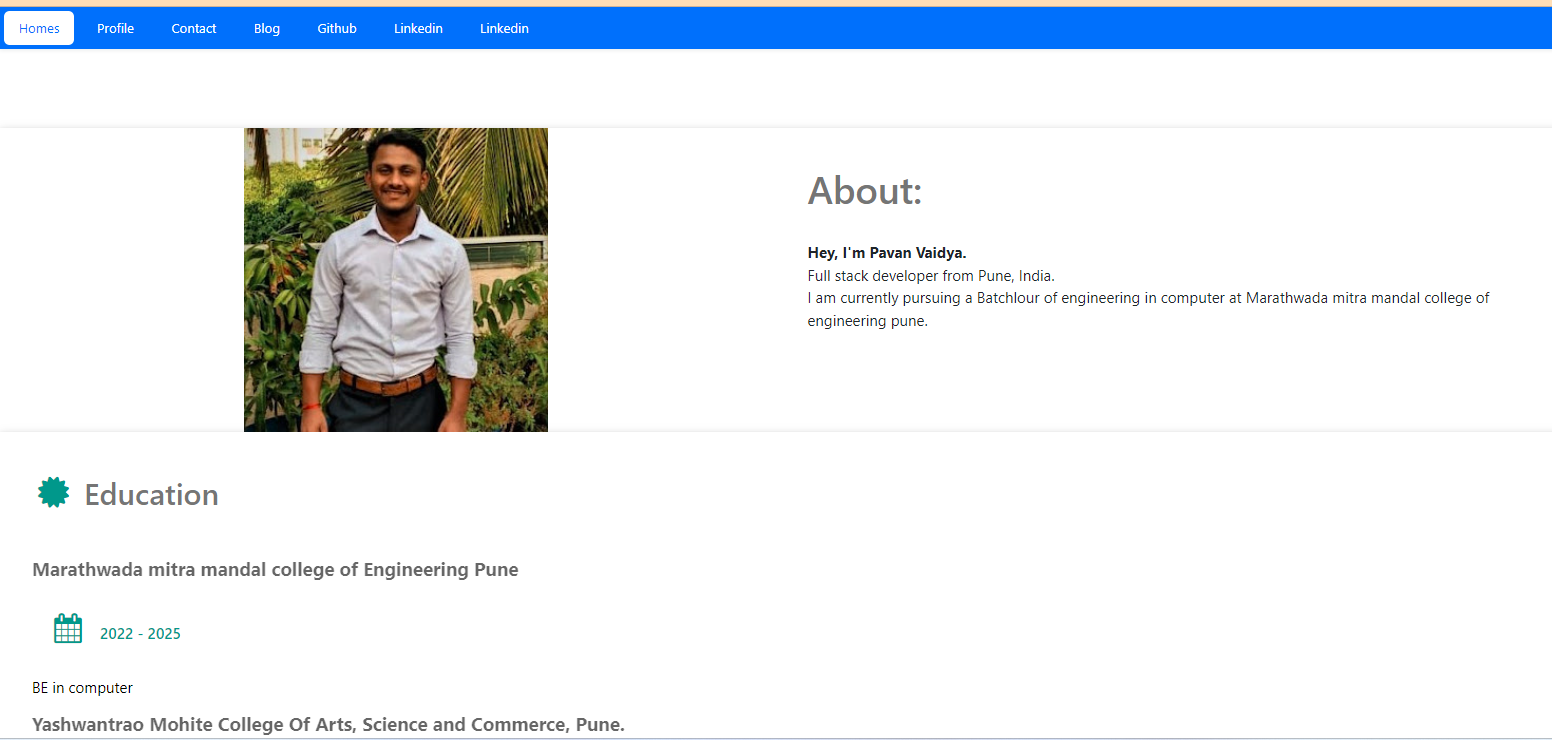 Homes Profile Contact Blog Github Linkedin Linkedin
About:
Hey, I'm Pavan Vaidya.
Full stack developer from Pune, India.
I am currently pursuing a Batchlour of engineering in computer at Marathwada mitra mandal college of
engineering pune.
Education
Marathwada mitra mandal college of Engineering Pune
2022 - 2025
BE in computer
Yashwantrao Mohite College Of Arts, Science and Commerce, Pune.